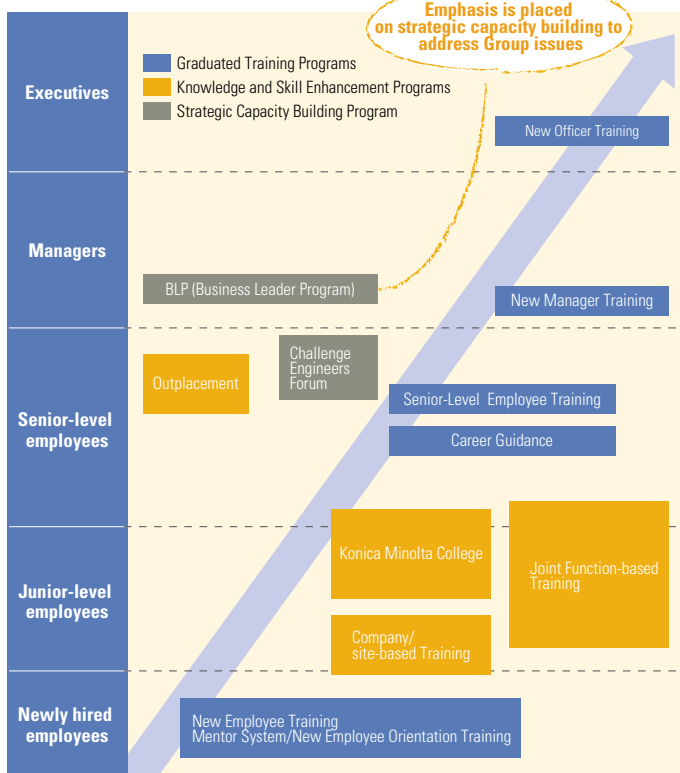 Emphasis is placed
on strategic capacity building to
address Group issues
Executives
Graduated Training Programs
Knowledge and Skill Enhancement Programs
Strategic Capacity Building Program
New Officer Training
Managers
BLP (Business Leader Program)
New Manager Training
Senior-level
employees
Outplacement
Challenge
Engineers
Forum
Senior-Level Employee Training
Career Guidance
Junior-level
employees
Konica Minolta College
Joint Function-based
Training
Company/
site-based Training
Newly hired
employees
New Employee Training
Mentor System/New Employee Orientation Training